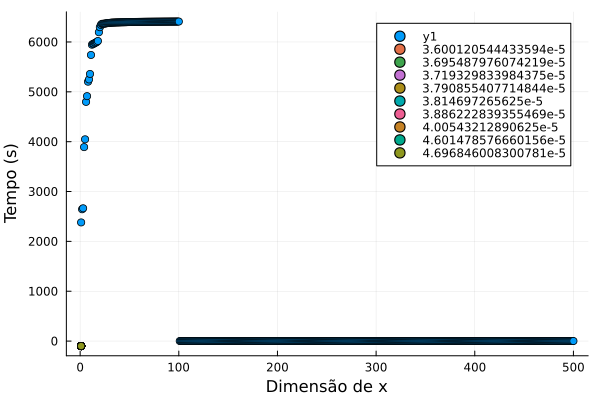 6000
5000
4000
3000
2000
1000
0
Tempo (s)
y1
3.600120544433594e-5
3.695487976074219e-5
3.719329833984375e-5
3.790855407714844e-5
3.814697265625e-5
3.886222839355469e-5
4.00543212890625e-5
4.601478576660156e-5
4.696846008300781e-5
0 100 200 300 400 500
Dimensão de x